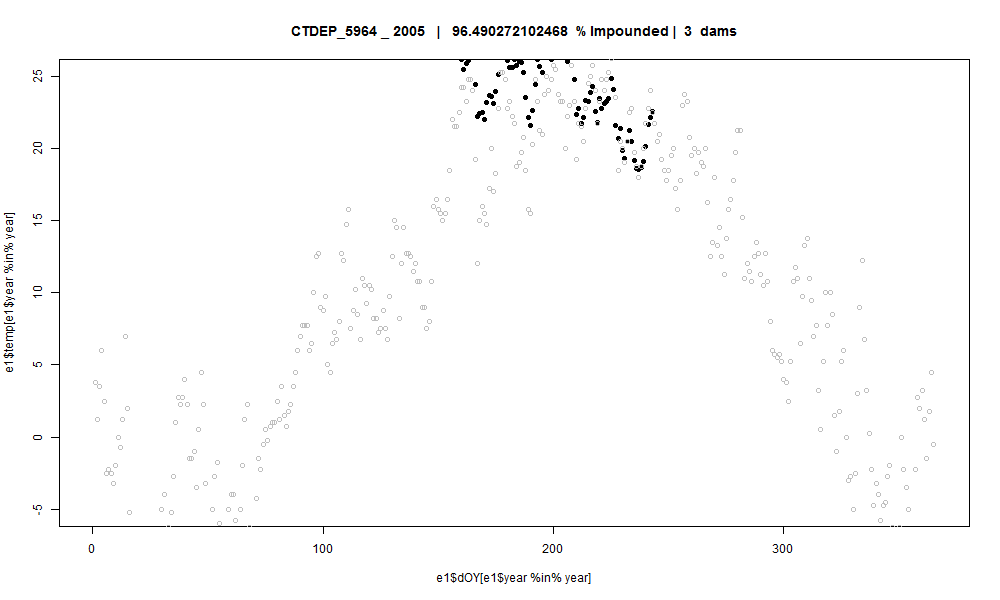 CTDEP_5964 _ 2005 | 96.490272102468 % Impounded | 3 dams
e1$temp[e1$year %in% year]
25
20
15
10
5
0
-5
0 100 200 300
e1$dOY[e1$year %in% year]